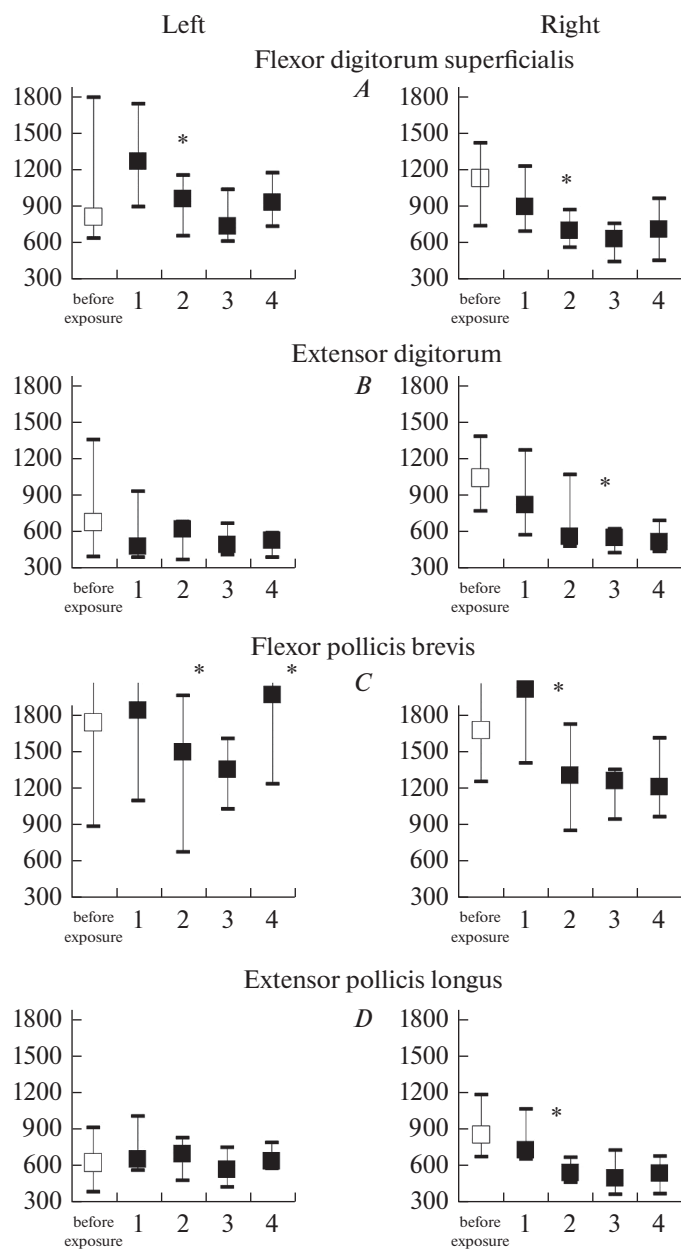 Left Right
Flexor digitorum superficialis
A
1800 1800
1500 * 1500
1200 1200 *
900 900
600 600
300 300
before exposure 1 2 3 4 before exposure 1 2 3 4
Extensor digitorum
B
1800 1800
1500 1500
1200 1200
900 900 *
600 600
300 300
before exposure 1 2 3 4 before exposure 1 2 3 4
Flexor pollicis brevis
* * C *
1800 1800
1500 1500
1200 1200
900 900
600 600
300 300
before exposure 1 2 3 4 before exposure 1 2 3 4
Extensor pollicis longus
D
1800 1800
1500 1500
1200 1200
900 900 *
600 600
300 300
before exposure 1 2 3 4 before exposure 1 2 3 4